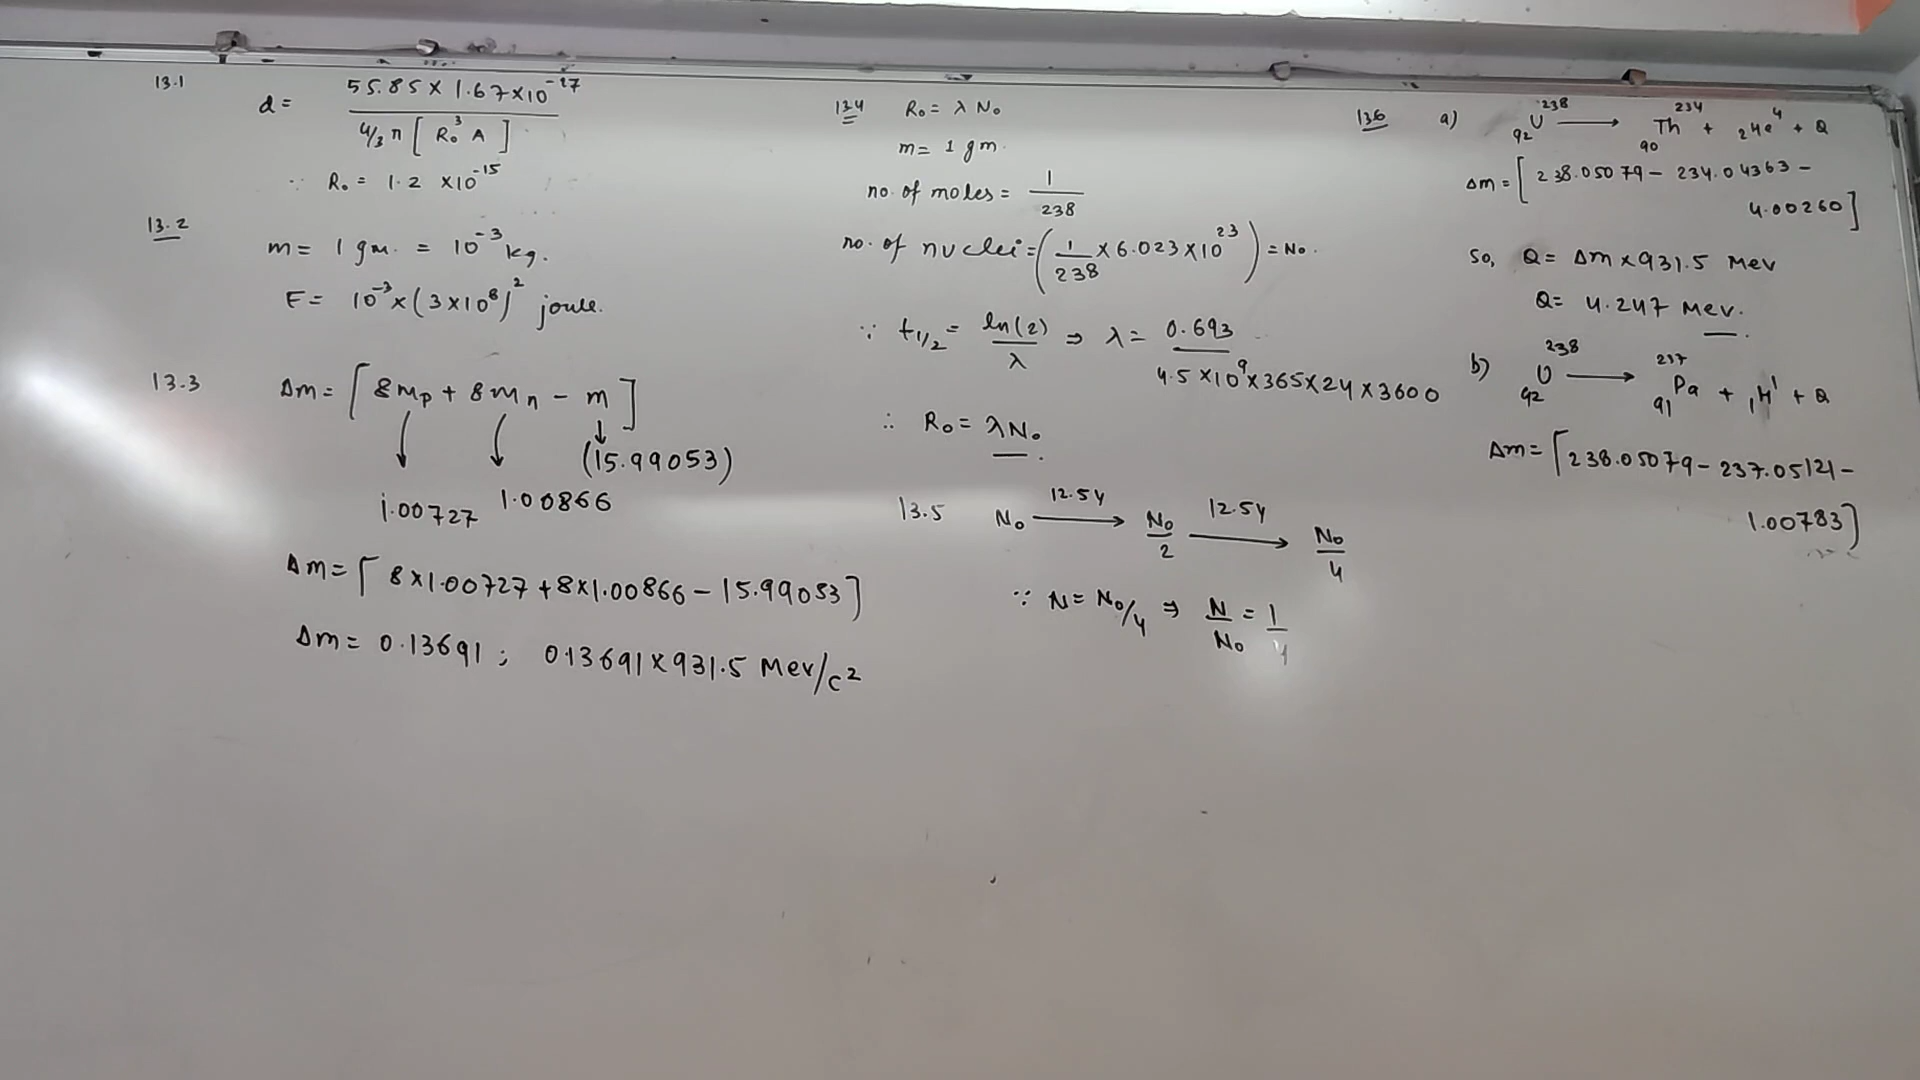 13.1
d = 55.85 × 1.67×10⁻²⁷
4/3 π [ R₀³ A ]
∵ R₀ = 1.2 ×10⁻¹⁵
13.2
m = 1 gm. = 10⁻³ kg.
E = 10⁻³ × (3×10⁸)² joule.
13.3 Δm = [ 8mp + 8mn - m ]
(15.99053)
1.00727 1.00866
Δm = [ 8×1.00727 + 8×1.00866 - 15.99053 ]
Δm = 0.13691 ; 0.13691 × 931.5 Mev/c²
13.4 R₀ = λ N₀
m = 1 gm.
no. of moles = 1/238
no. of nuclei = ( 1/238 × 6.023×10²³ ) = N₀.
∵ t1/2 = ln(2)/λ ⇒ λ = 0.693
4.5×10⁹×365×24×3600
∴ R₀ = λN₀.
13.5 N₀ —12.5y→ N₀/2 —12.5y→ N₀/4
∵ N = N₀/4 ⇒ N/N₀ = 1/4
13.6 a) ₉₂U²³⁸ → ₉₀Th²³⁴ + ₂He⁴ + Q
Δm = [ 238.05079 - 234.04363 -
4.00260 ]
So, Q = Δm × 931.5 Mev
Q = 4.247 Mev.
b) ₉₂U²³⁸ → ₉₁Pa²³⁷ + ₁H¹ + Q
Δm = [ 238.05079 - 237.05121 -
1.00783 ]